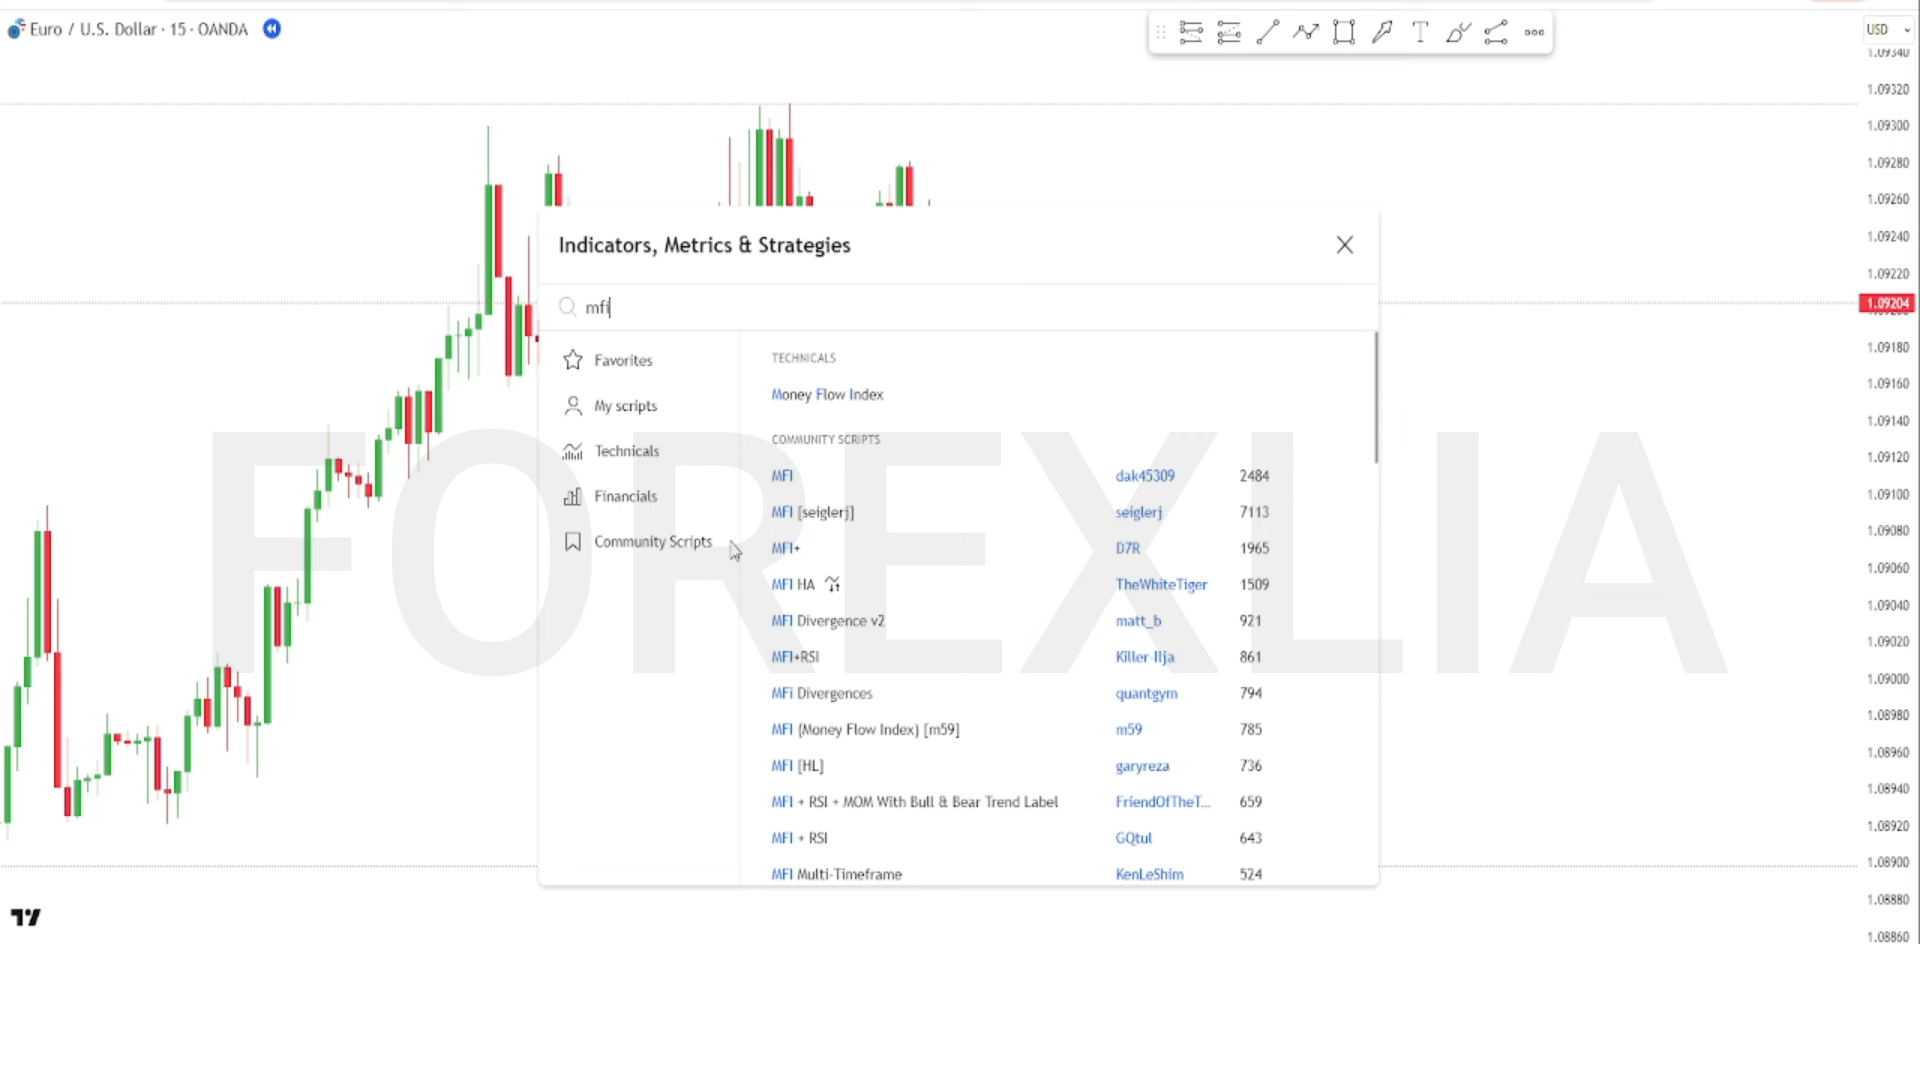 Euro / U.S. Dollar · 15 · OANDA
USD
1.09340
1.09320
1.09300
1.09280
1.09260
1.09240
1.09220
1.09204
1.09180
1.09160
1.09140
1.09120
1.09100
1.09080
1.09060
1.09040
1.09020
1.09000
1.08980
1.08960
1.08940
1.08920
1.08900
1.08880
1.08860
Indicators, Metrics & Strategies
mfi
Favorites
My scripts
Technicals
Financials
Community Scripts
TECHNICALS
Money Flow Index
COMMUNITY SCRIPTS
MFI dak45309 2484
MFI [seiglerj] seiglerj 7113
MFI+ D7R 1965
MFI HA TheWhiteTiger 1509
MFI Divergence v2 matt_b 921
MFI+RSI Killer-Ilja 861
MFi Divergences quantgym 794
MFI (Money Flow Index) [m59] m59 785
MFI [HL] garyreza 736
MFI + RSI + MOM With Bull & Bear Trend Label FriendOfTheT... 659
MFI + RSI GQtul 643
MFI Multi-Timeframe KenLeShim 524
FOREXLIA